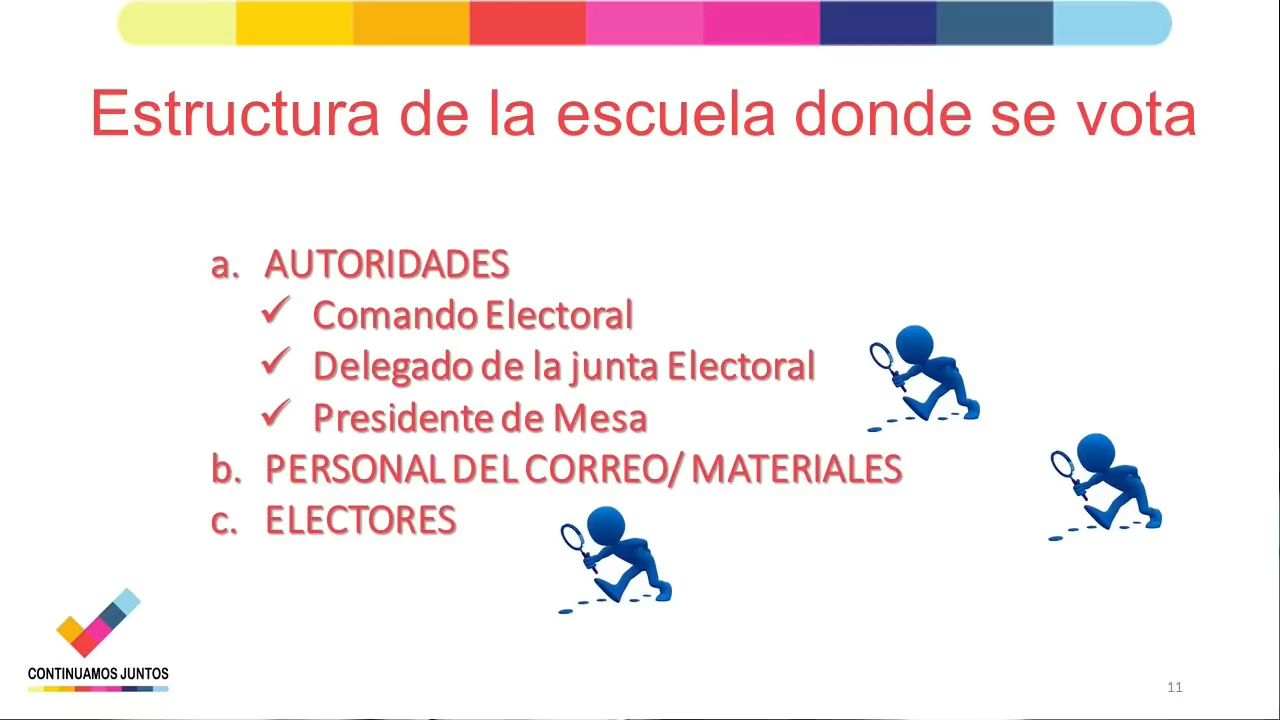 Estructura de la escuela donde se vota
a. AUTORIDADES
✓ Comando Electoral
✓ Delegado de la junta Electoral
✓ Presidente de Mesa
b. PERSONAL DEL CORREO/ MATERIALES
c. ELECTORES
CONTINUAMOS JUNTOS
11